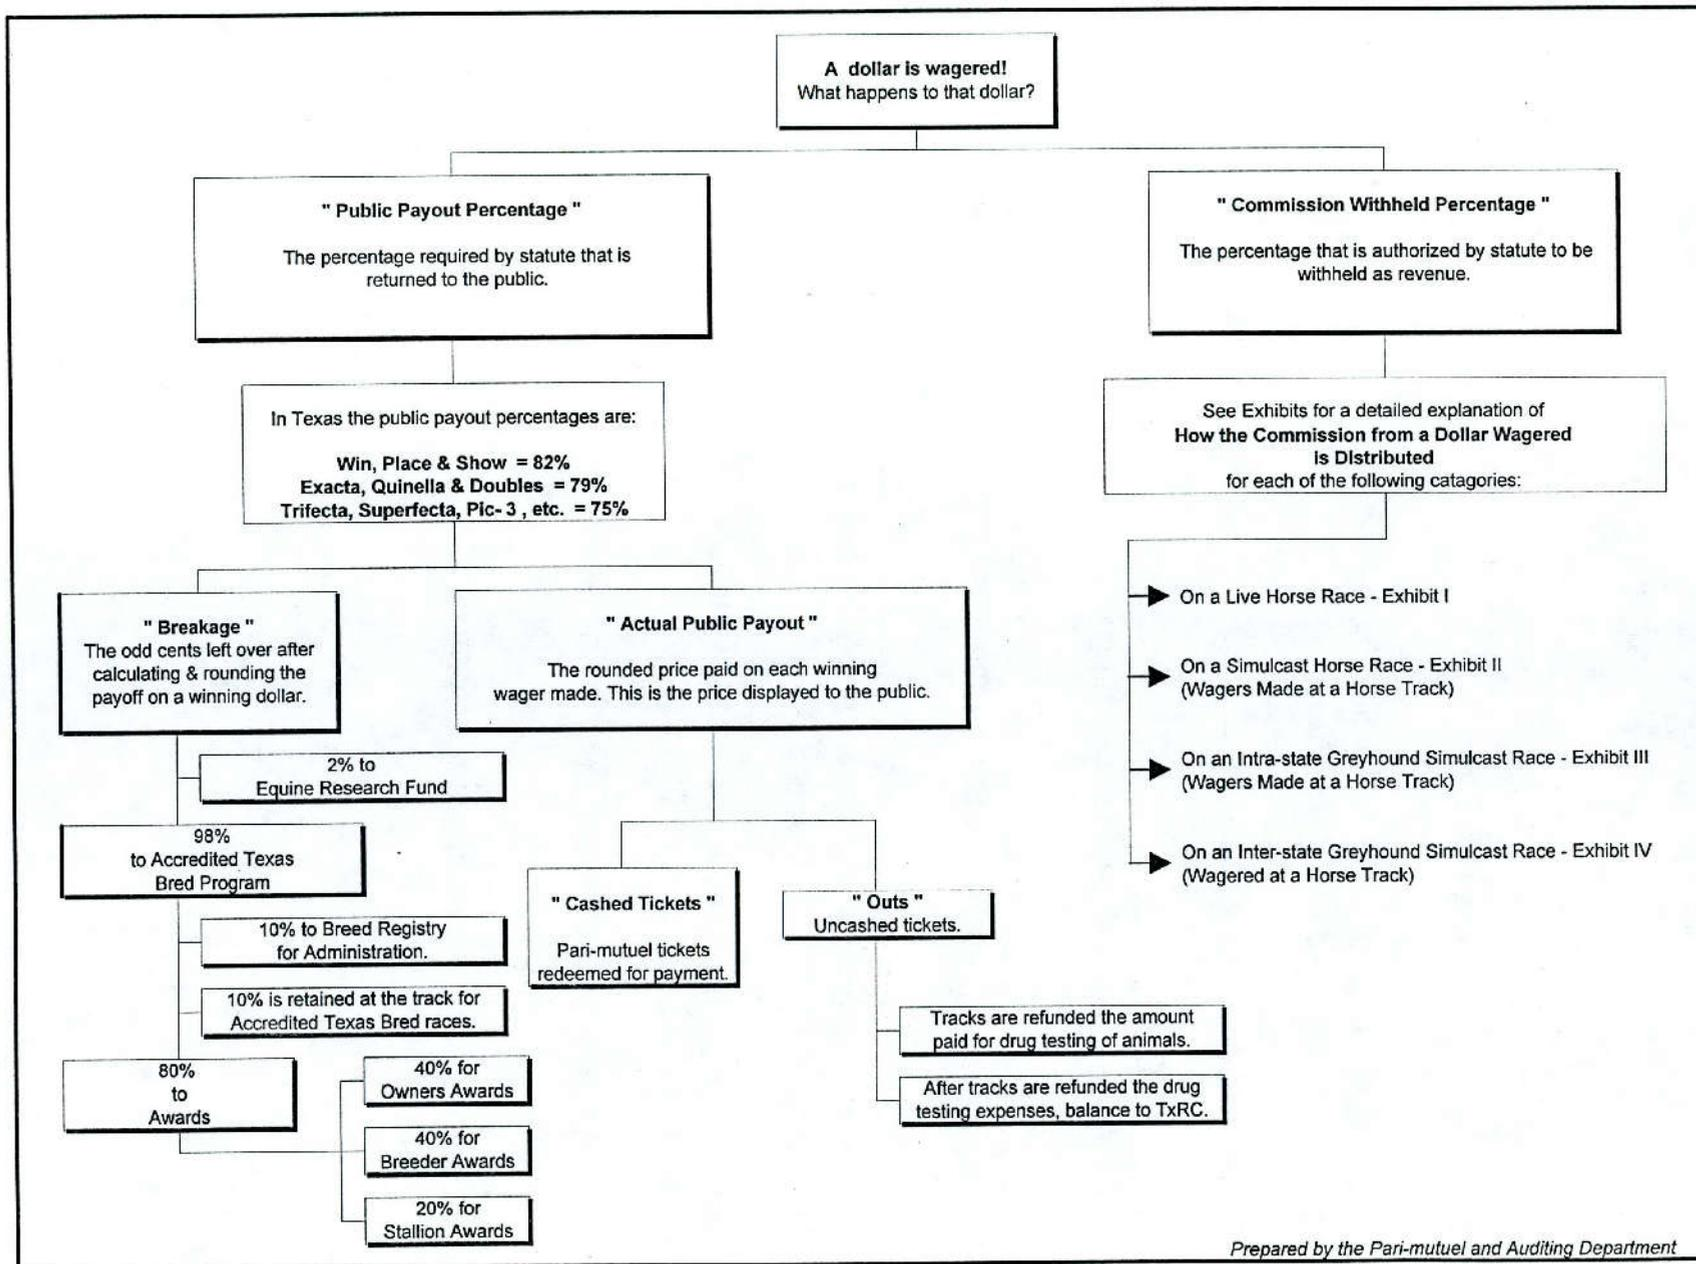 A dollar is wagered!
What happens to that dollar?
" Public Payout Percentage "
The percentage required by statute that is
returned to the public.
" Commission Withheld Percentage "
The percentage that is authorized by statute to be
withheld as revenue.
In Texas the public payout percentages are:
Win, Place & Show = 82%
Exacta, Quinella & Doubles = 79%
Trifecta, Superfecta, Pic- 3 , etc. = 75%
See Exhibits for a detailed explanation of
How the Commission from a Dollar Wagered
is Distributed
for each of the following catagories:
" Breakage "
The odd cents left over after
calculating & rounding the
payoff on a winning dollar.
" Actual Public Payout "
The rounded price paid on each winning
wager made. This is the price displayed to the public.
On a Live Horse Race - Exhibit I
On a Simulcast Horse Race - Exhibit II
(Wagers Made at a Horse Track)
On an Intra-state Greyhound Simulcast Race - Exhibit III
(Wagers Made at a Horse Track)
On an Inter-state Greyhound Simulcast Race - Exhibit IV
(Wagered at a Horse Track)
2% to
Equine Research Fund
98%
to Accredited Texas
Bred Program
10% to Breed Registry
for Administration.
10% is retained at the track for
Accredited Texas Bred races.
80%
to
Awards
40% for
Owners Awards
40% for
Breeder Awards
20% for
Stallion Awards
" Cashed Tickets "
Pari-mutuel tickets
redeemed for payment.
" Outs "
Uncashed tickets.
Tracks are refunded the amount
paid for drug testing of animals.
After tracks are refunded the drug
testing expenses, balance to TxRC.
Prepared by the Pari-mutuel and Auditing Department